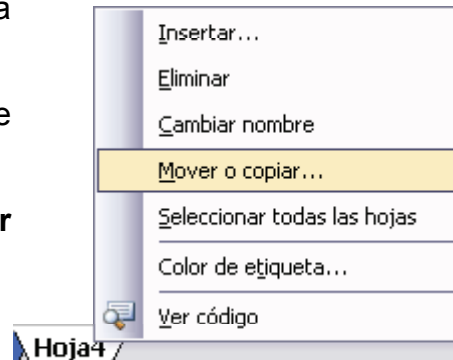 a
Insertar...
Eliminar
e
Cambiar nombre
Mover o copiar...
r
Seleccionar todas las hojas
Color de etiqueta...
Ver código
Hoja4